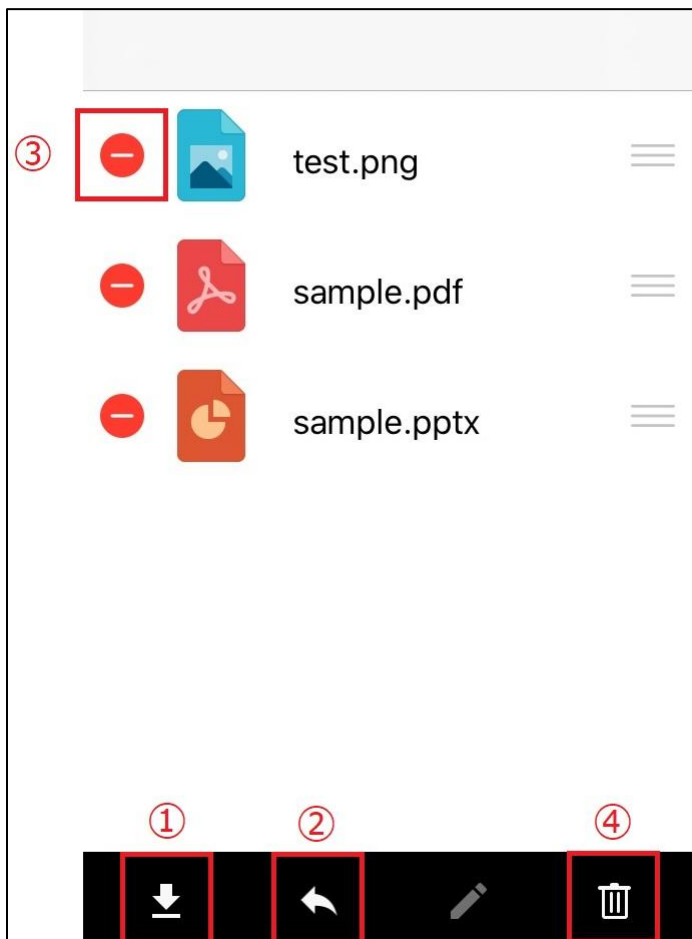 ③ test.png
sample.pdf
sample.pptx
① ② ④